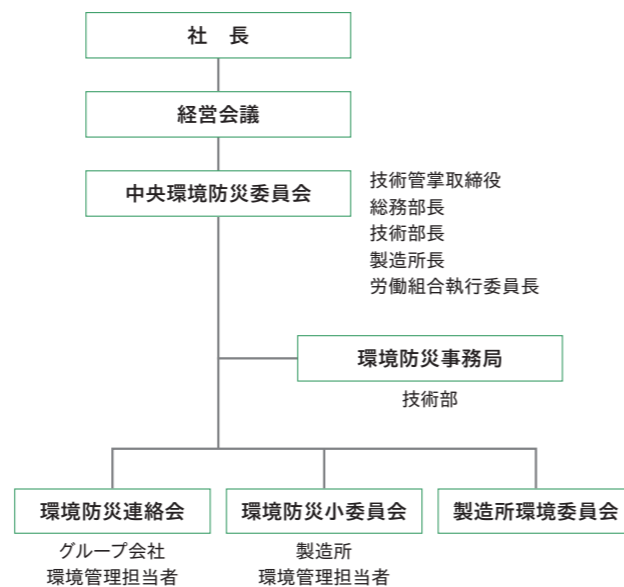 社　長
経営会議
中央環境防災委員会
技術管掌取締役
総務部長
技術部長
製造所長
労働組合執行委員長
環境防災事務局
技術部
環境防災連絡会
グループ会社
環境管理担当者
環境防災小委員会
製造所
環境管理担当者
製造所環境委員会